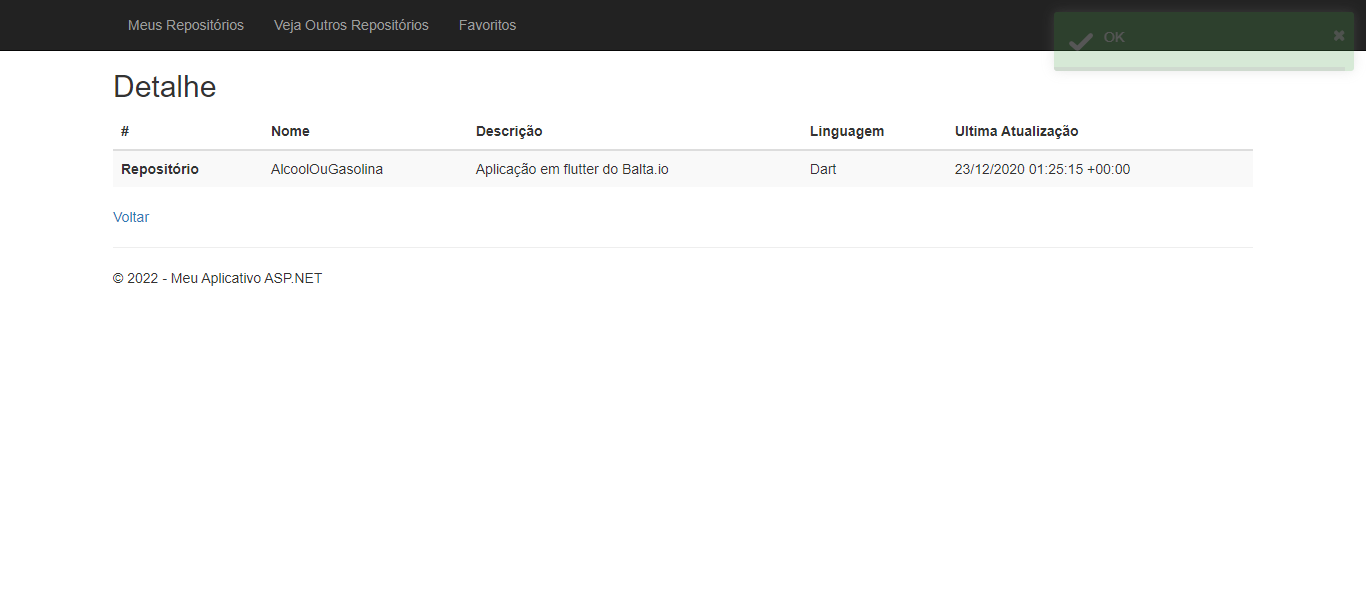 Meus Repositórios Veja Outros Repositórios Favoritos
OK
Detalhe
# Nome Descrição Linguagem Ultima Atualização
Repositório AlcoolOuGasolina Aplicação em flutter do Balta.io Dart 23/12/2020 01:25:15 +00:00
Voltar
© 2022 - Meu Aplicativo ASP.NET